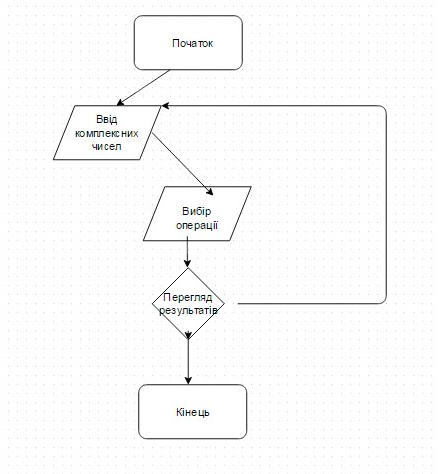 Початок
Ввід
комплексних
чисел
Вибір
операції
Перегляд
результатів
Кінець